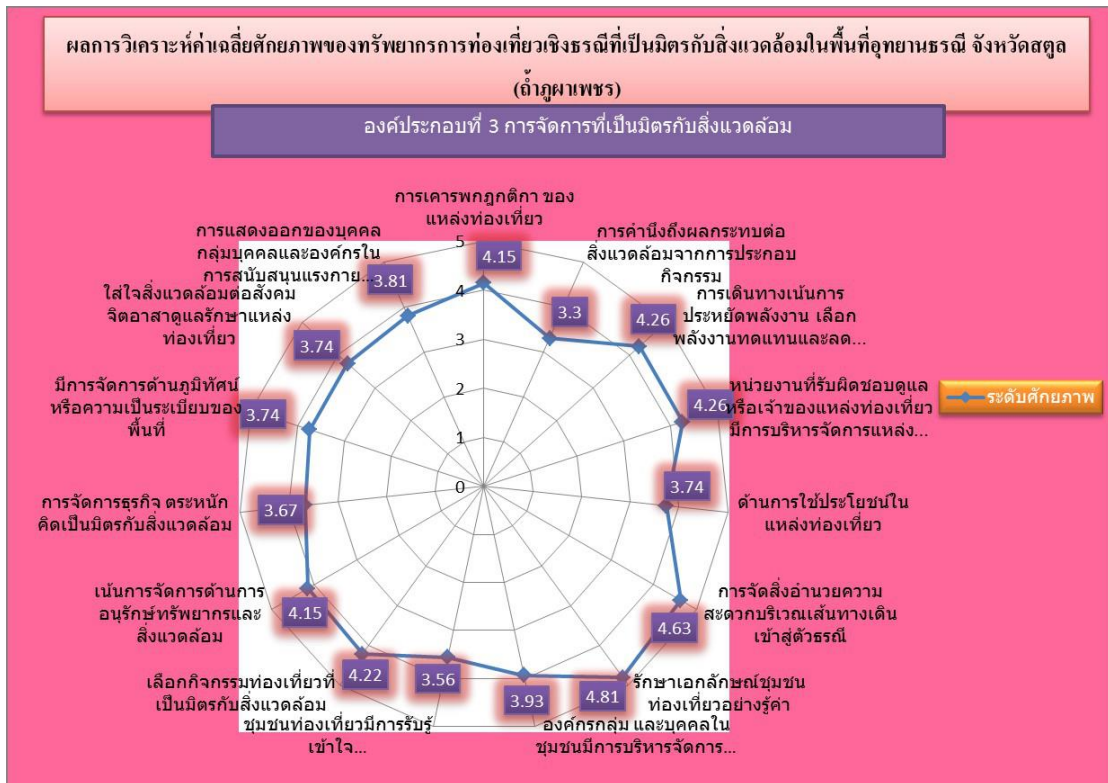 ผลการวิเคราะห์ค่าเฉลี่ยศักยภาพของทรัพยากรการท่องเที่ยวเชิงธรณีที่เป็นมิตรกับสิ่งแวดล้อมในพื้นที่อุทยานธรณี จังหวัดสตูล
(ถ้ำภูผาเพชร)
องค์ประกอบที่ 3 การจัดการที่เป็นมิตรกับสิ่งแวดล้อม
การเคารพกฎกติกา ของ
แหล่งท่องเที่ยว
4.15
การคำนึงถึงผลกระทบต่อ
สิ่งแวดล้อมจากการประกอบ
กิจกรรม
3.3
การเดินทางเน้นการ
ประหยัดพลังงาน เลือก
พลังงานทดแทนและลด...
4.26
หน่วยงานที่รับผิดชอบดูแล
หรือเจ้าของแหล่งท่องเที่ยว
มีการบริหารจัดการแหล่ง...
4.26
ด้านการใช้ประโยชน์ใน
แหล่งท่องเที่ยว
3.74
การจัดสิ่งอำนวยความ
สะดวกบริเวณเส้นทางเดิน
เข้าสู่ตัวธรณี
4.63
รักษาเอกลักษณ์ชุมชน
ท่องเที่ยวอย่างรู้ค่า
4.81
องค์กรกลุ่ม และบุคคลใน
ชุมชนมีการบริหารจัดการ...
3.93
ชุมชนท่องเที่ยวมีการรับรู้
เข้าใจ...
3.56
เลือกกิจกรรมท่องเที่ยวที่
เป็นมิตรกับสิ่งแวดล้อม
4.22
เน้นการจัดการด้านการ
อนุรักษ์ทรัพยากรและ
สิ่งแวดล้อม
4.15
การจัดการธุรกิจ ตระหนัก
คิดเป็นมิตรกับสิ่งแวดล้อม
3.67
มีการจัดการด้านภูมิทัศน์
หรือความเป็นระเบียบของ
พื้นที่
3.74
ใส่ใจสิ่งแวดล้อมต่อสังคม
จิตอาสาดูแลรักษาแหล่ง
ท่องเที่ยว
3.74
การแสดงออกของบุคคล
กลุ่มบุคคลและองค์กรใน
การสนับสนุนแรงกาย...
3.81
5
4
3
2
1
0
ระดับศักยภาพ